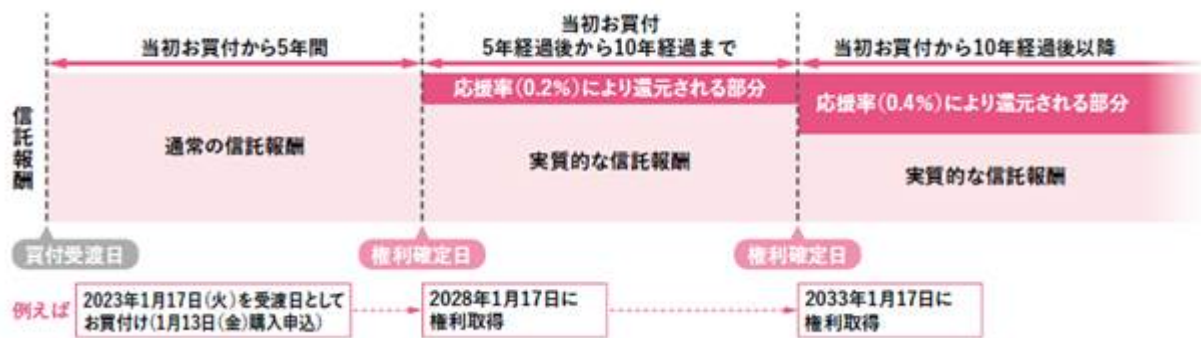 当初お買付から5年間
当初お買付
5年経過後から10年経過まで
当初お買付から10年経過後以降
信託報酬
通常の信託報酬
応援率(0.2%)により還元される部分
実質的な信託報酬
応援率(0.4%)により還元される部分
実質的な信託報酬
買付受渡日
権利確定日
権利確定日
例えば
2023年1月17日(火)を受渡日として
お買付け(1月13日(金)購入申込)
2028年1月17日に
権利取得
2033年1月17日に
権利取得